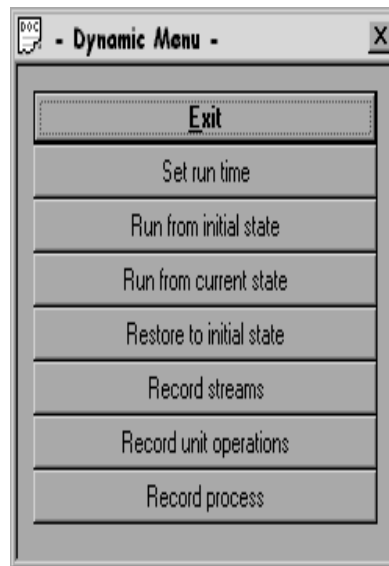 DOC
- Dynamic Menu -
X
Exit
Set run time
Run from initial state
Run from current state
Restore to initial state
Record streams
Record unit operations
Record process